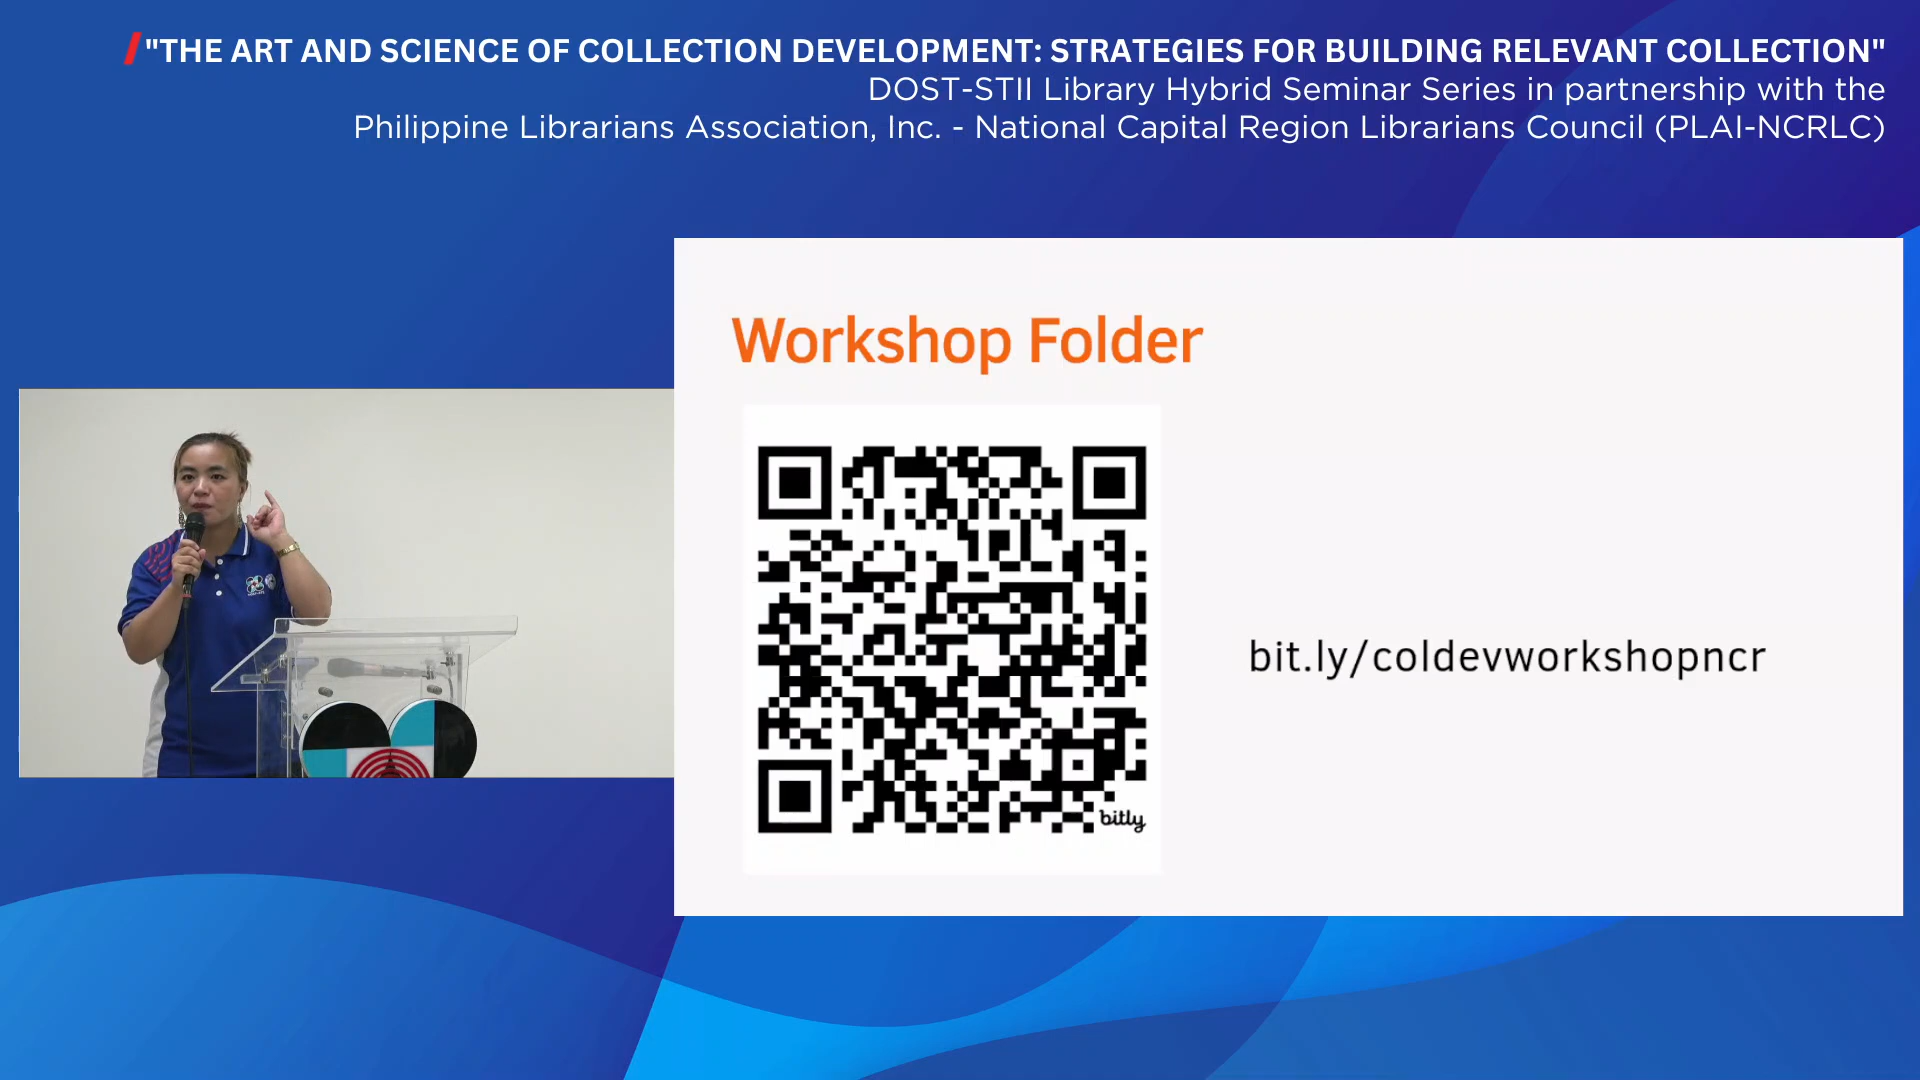 "THE ART AND SCIENCE OF COLLECTION DEVELOPMENT: STRATEGIES FOR BUILDING RELEVANT COLLECTION"
DOST-STII Library Hybrid Seminar Series in partnership with the
Philippine Librarians Association, Inc. - National Capital Region Librarians Council (PLAI-NCRLC)
Workshop Folder
bit.ly/coldevworkshopncr
bitly